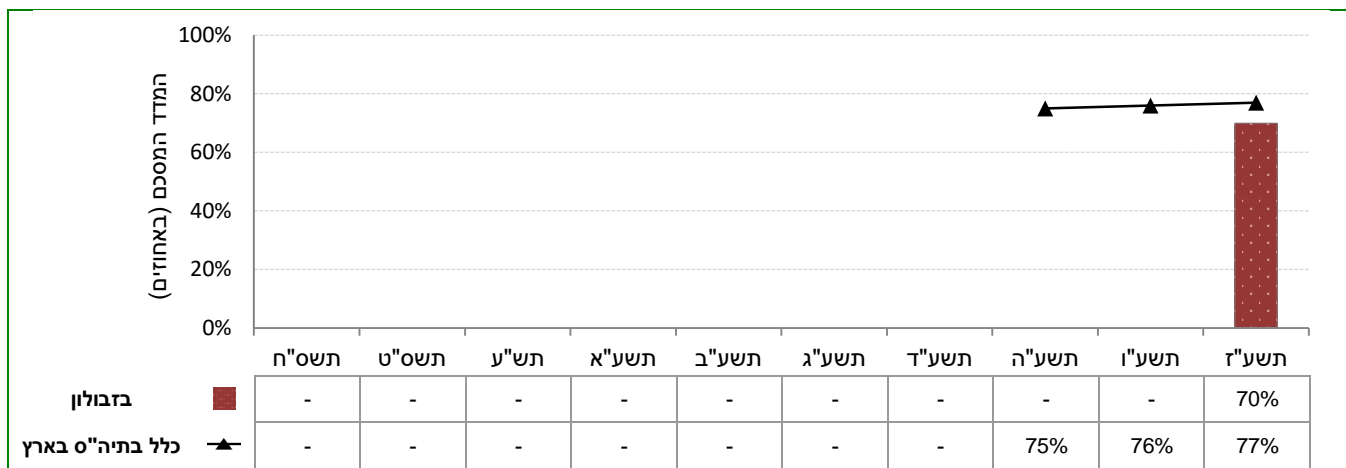 המדד המסכם (באחוזים)
100%
80%
60%
40%
20%
0%
תשס"ח תשס"ט תש"ע תשע"א תשע"ב תשע"ג תשע"ד תשע"ה תשע"ו תשע"ז
בזבולון - - - - - - - - - 70%
כלל בתיה"ס בארץ - - - - - - - 75% 76% 77%